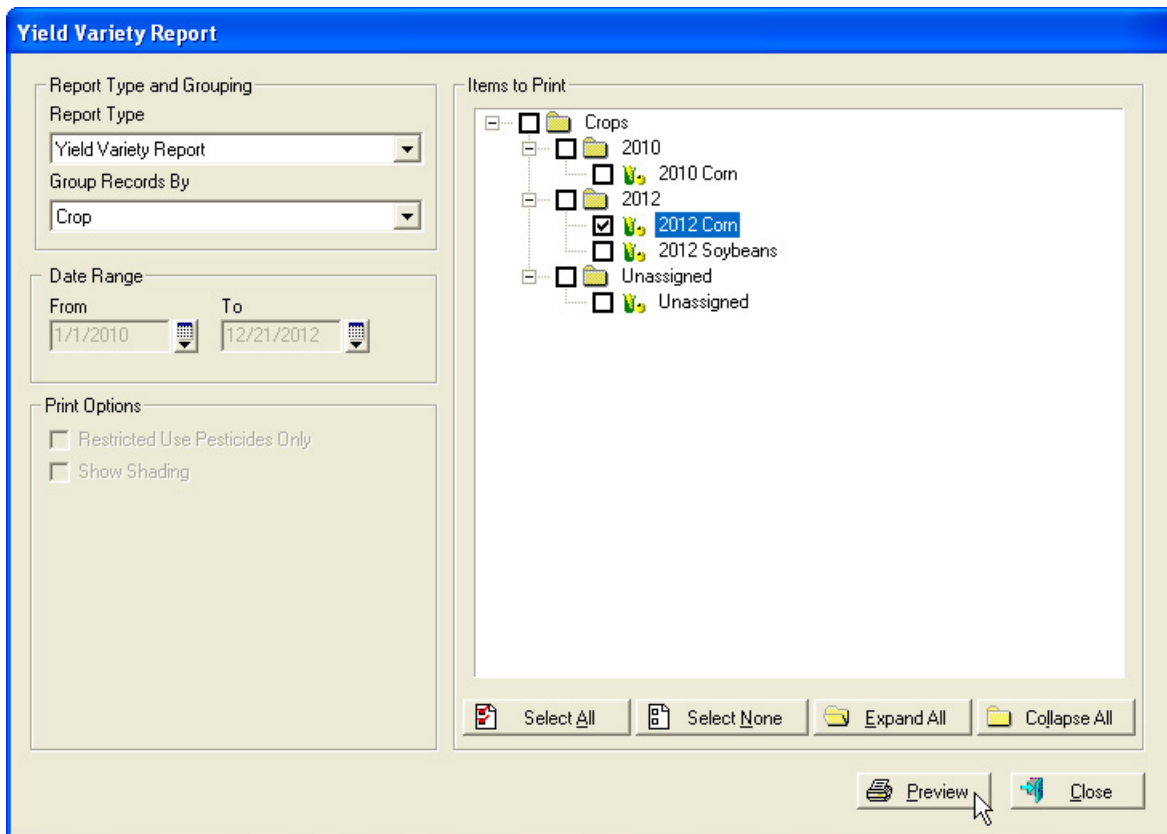 Yield Variety Report
Report Type and Grouping
Report Type
Yield Variety Report
Group Records By
Crop
Date Range
From To
1/1/2010 12/21/2012
Print Options
Restricted Use Pesticides Only
Show Shading
Items to Print
Crops
2010
2010 Corn
2012
2012 Corn
2012 Soybeans
Unassigned
Unassigned
Select All Select None Expand All Collapse All
Preview Close